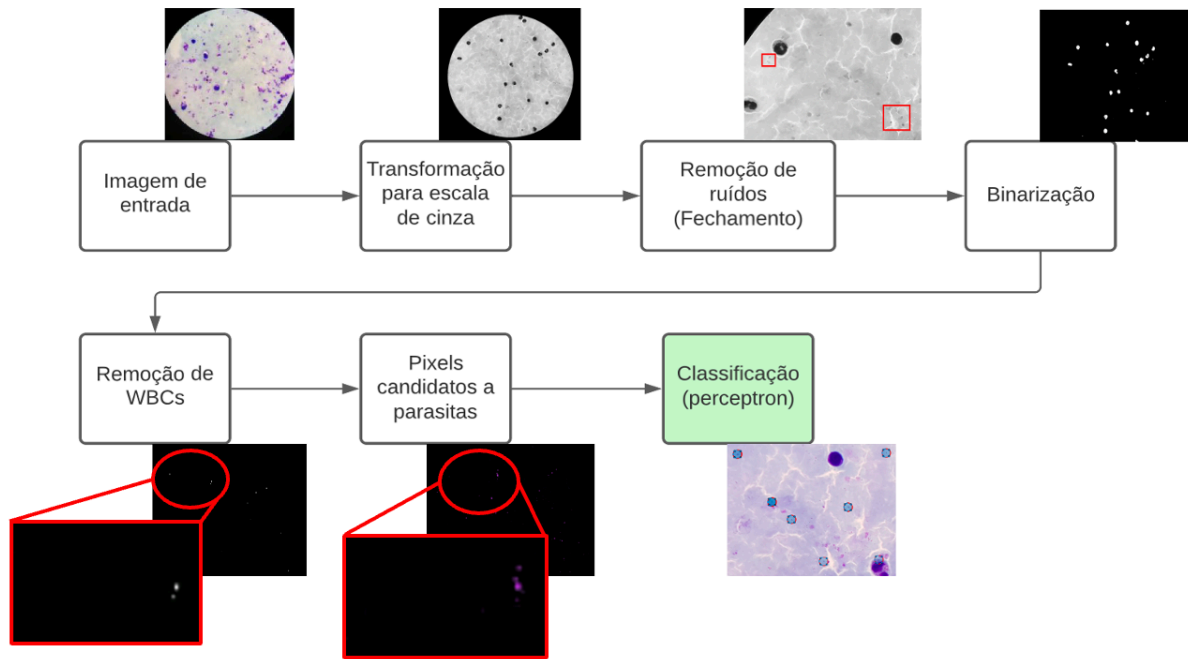 Imagem de
entrada
Transformação
para escala
de cinza
Remoção de
ruídos
(Fechamento)
Binarização
Remoção de
WBCs
Pixels
candidatos a
parasitas
Classificação
(perceptron)